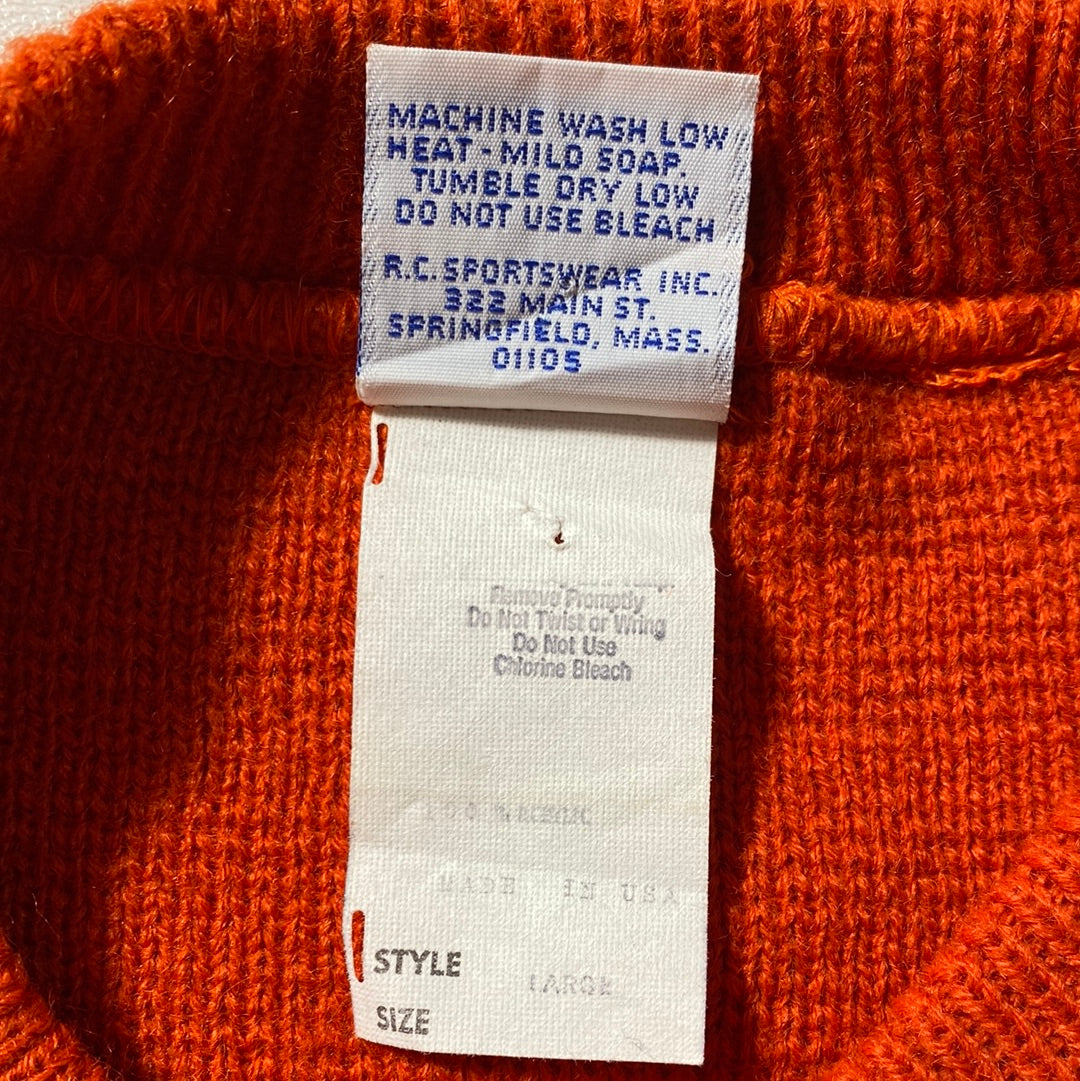 MACHINE WASH LOW
HEAT - MILD SOAP.
TUMBLE DRY LOW
DO NOT USE BLEACH
R.C. SPORTSWEAR INC.
322 MAIN ST.
SPRINGFIELD, MASS.
01105
Remove Promptly
Do Not Twist or Wring
Do Not Use
Chlorine Bleach
MADE IN USA
STYLE
LARGE
SIZE